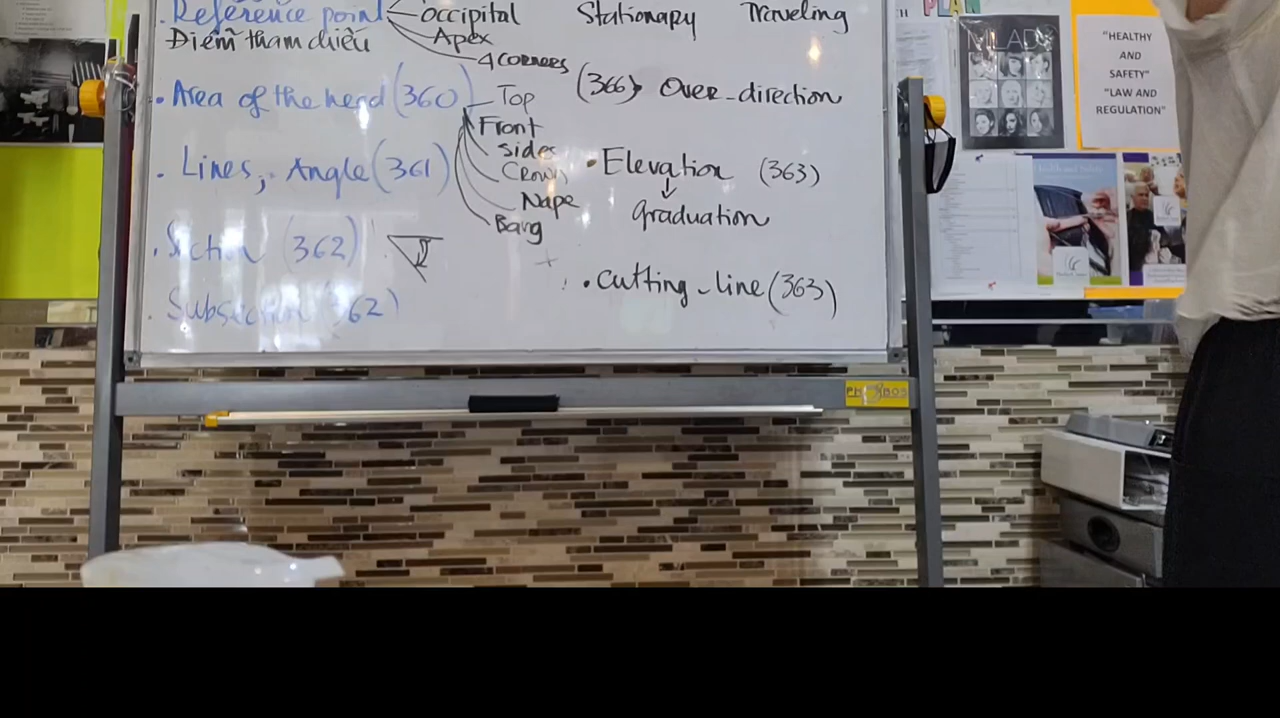 . Reference point
Điểm tham chiếu
occipital
Apex
4 corners
Stationary Traveling
. Area of the head (360)
Top
Front
sides
Crown
Nape
Bang
(366) Over-direction
. Lines, Angle (361)
. Elevation (363)
graduation
. Section (362)
. Subsection (362)
. Cutting-line (363)
PLAN
MILADY
"HEALTHY
AND
SAFETY"
"LAW AND
REGULATION"